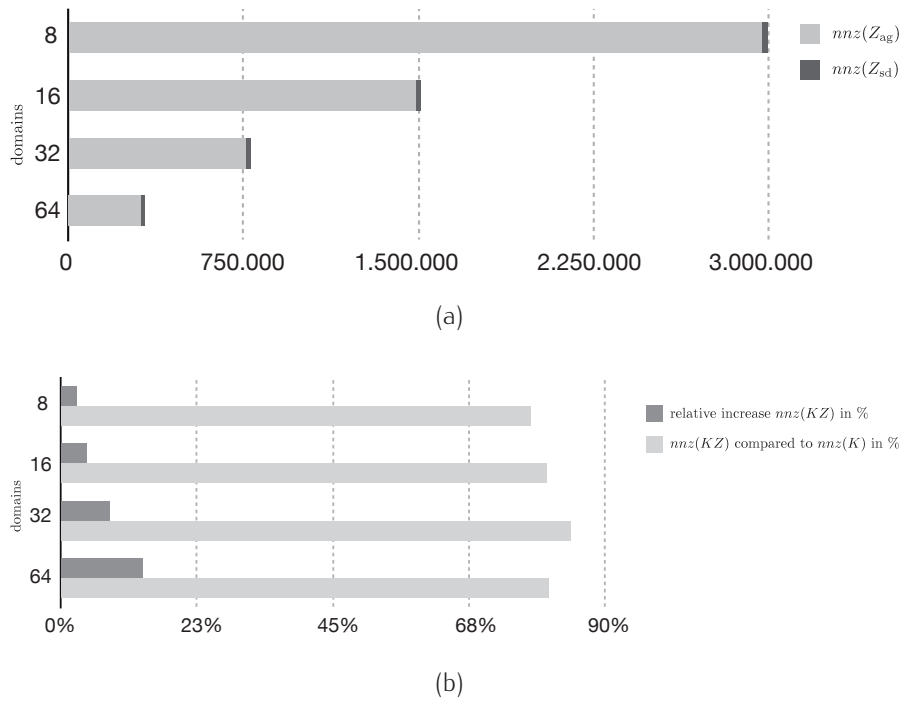 8
16
32
64
domains
0 750.000 1.500.000 2.250.000 3.000.000
nnz(Z_ag)
nnz(Z_sd)
(a)
8
16
32
64
domains
0% 23% 45% 68% 90%
relative increase nnz(KZ) in %
nnz(KZ) compared to nnz(K) in %
(b)